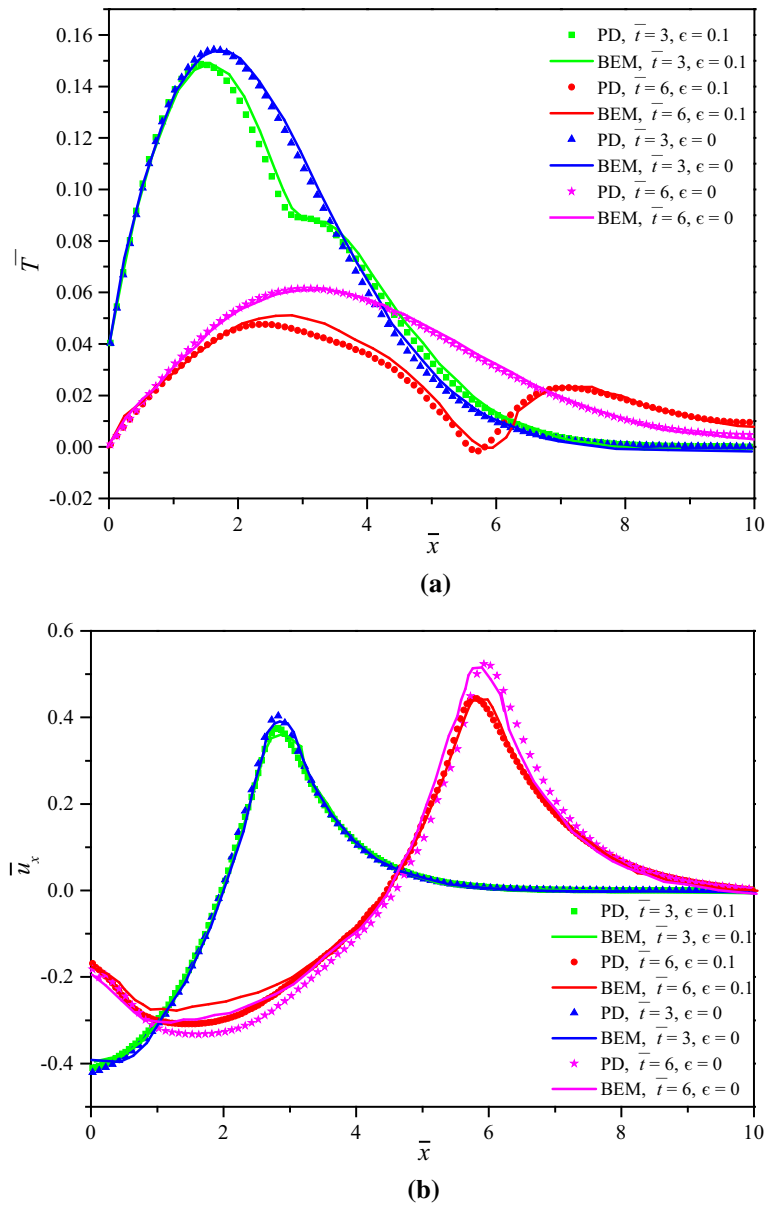 0.16
0.14
0.12
0.10
0.08
0.06
0.04
0.02
0.00
-0.02
T̅
PD, t̅ = 3, ϵ = 0.1
BEM, t̅ = 3, ϵ = 0.1
PD, t̅ = 6, ϵ = 0.1
BEM, t̅ = 6, ϵ = 0.1
PD, t̅ = 3, ϵ = 0
BEM, t̅ = 3, ϵ = 0
PD, t̅ = 6, ϵ = 0
BEM, t̅ = 6, ϵ = 0
0 2 4 6 8 10
x̅
(a)
0.6
0.4
0.2
0.0
-0.2
-0.4
u̅ₓ
PD, t̅ = 3, ϵ = 0.1
BEM, t̅ = 3, ϵ = 0.1
PD, t̅ = 6, ϵ = 0.1
BEM, t̅ = 6, ϵ = 0.1
PD, t̅ = 3, ϵ = 0
BEM, t̅ = 3, ϵ = 0
PD, t̅ = 6, ϵ = 0
BEM, t̅ = 6, ϵ = 0
0 2 4 6 8 10
x̅
(b)